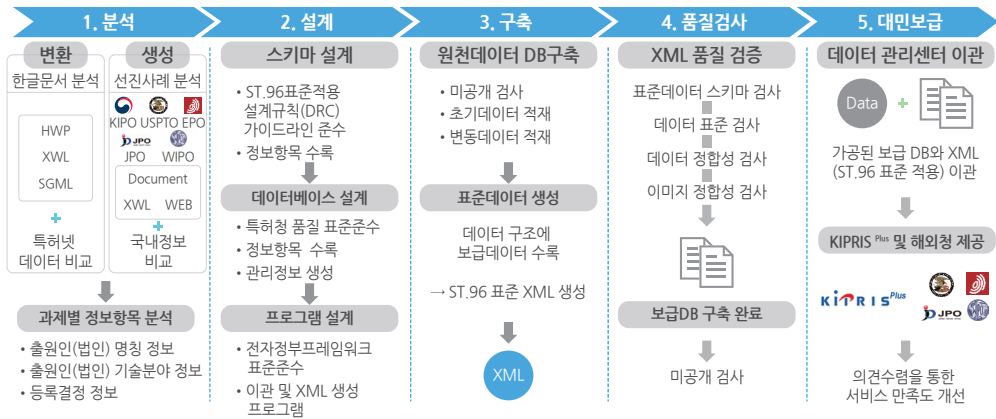 1. 분석
변환
한글문서 분석
HWP
XWL
SGML
+
특허넷
데이터 비교
생성
선진사례 분석
KIPO USPTO EPO
JPO
JPO WIPO
Document
XWL WEB
+
국내정보
비교
과제별 정보항목 분석
• 출원인(법인) 명칭 정보
• 출원인(법인) 기술분야 정보
• 등록결정 정보
2. 설계
스키마 설계
• ST.96표준적용
설계규칙(DRC)
가이드라인 준수
• 정보항목 수록
데이터베이스 설계
• 특허청 품질 표준준수
• 정보항목 수록
• 관리정보 생성
프로그램 설계
• 전자정부프레임워크
표준준수
• 이관 및 XML 생성
프로그램
3. 구축
원천데이터 DB구축
• 미공개 검사
• 초기데이터 적재
• 변동데이터 적재
표준데이터 생성
데이터 구조에
보급데이터 수록
→ ST.96 표준 XML 생성
XML
4. 품질검사
XML 품질 검증
표준데이터 스키마 검사
데이터 표준 검사
데이터 정합성 검사
이미지 정합성 검사
보급DB 구축 완료
미공개 검사
5. 대민보급
데이터 관리센터 이관
Data +
가공된 보급 DB와 XML
(ST.96 표준 적용) 이관
KIPRIS Plus 및 해외청 제공
KIPRIS Plus
JPO
의견수렴을 통한
서비스 만족도 개선